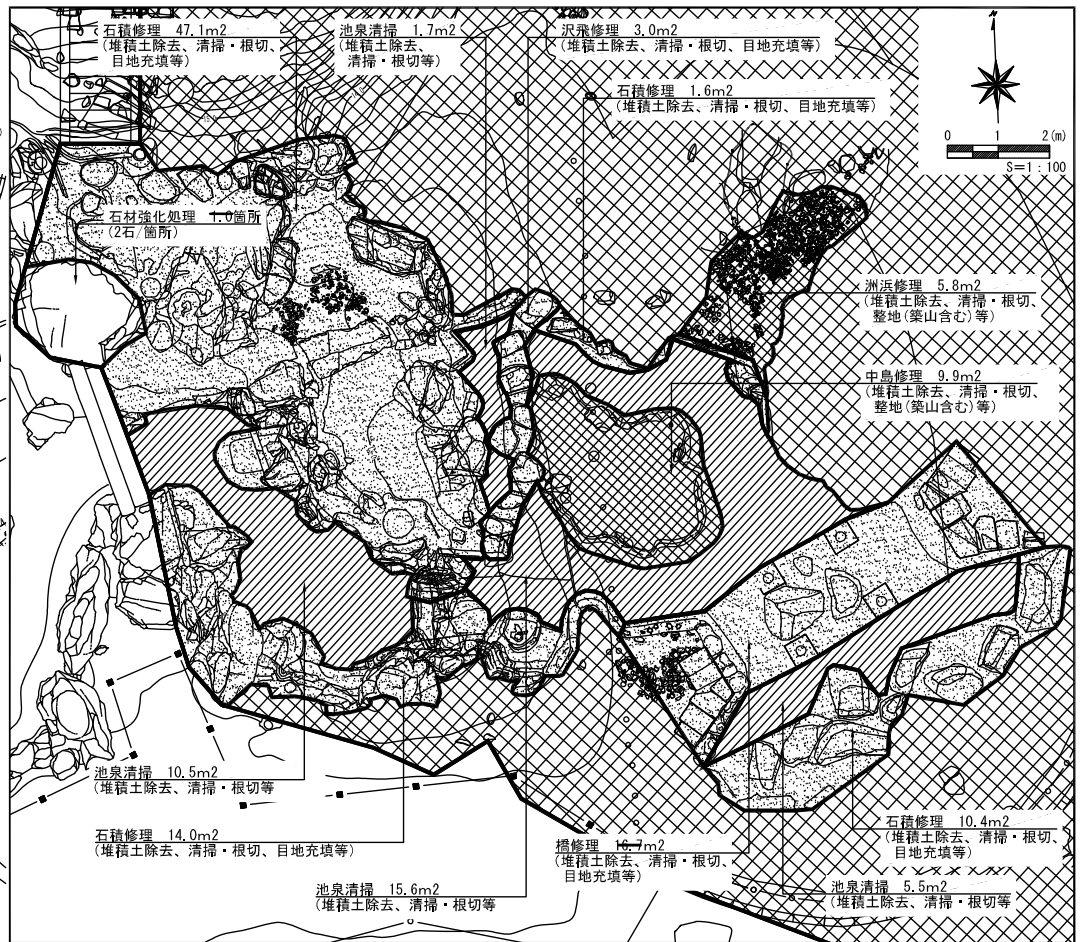 石積修理 47.1m2
(堆積土除去、清掃・根切、
目地充填等)
池泉清掃 1.7m2
(堆積土除去、
清掃・根切等)
沢飛修理 3.0m2
(堆積土除去、清掃・根切、目地充填等)
石積修理 1.6m2
(堆積土除去、清掃・根切、目地充填等)
N
0 1 2(m)
S=1:100
石材強化処理 1.0箇所
(2石/箇所)
洲浜修理 5.8m2
(堆積土除去、清掃・根切、
整地(築山含む)等)
中島修理 9.9m2
(堆積土除去、清掃・根切、
整地(築山含む)等)
池泉清掃 10.5m2
(堆積土除去、清掃・根切等
石積修理 14.0m2
(堆積土除去、清掃・根切、目地充填等)
池泉清掃 15.6m2
(堆積土除去、清掃・根切等
橋修理 16.7m2
(堆積土除去、清掃・根切、
目地充填等)
石積修理 10.4m2
(堆積土除去、清掃・根切、
目地充填等)
池泉清掃 5.5m2
(堆積土除去、清掃・根切等)